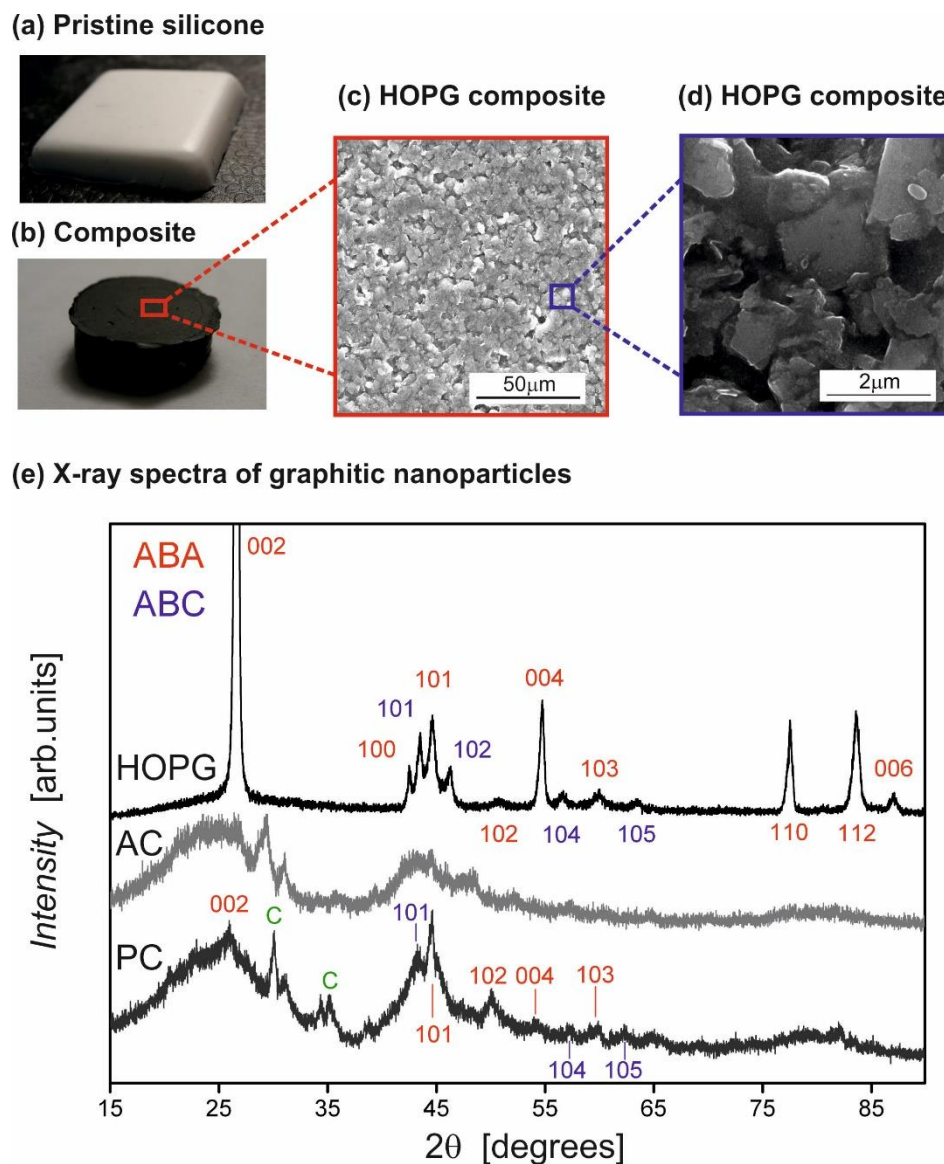 (a) Pristine silicone
(b) Composite
(c) HOPG composite
50μm
(d) HOPG composite
2μm
(e) X-ray spectra of graphitic nanoparticles
Intensity [arb.units]
ABA
ABC
HOPG
002
100
101
101
102
102
004
104
103
105
110
112
006
AC
PC
002
C
C
101
101
102
004
104
103
105
15
25
35
45
55
65
75
85
2θ [degrees]